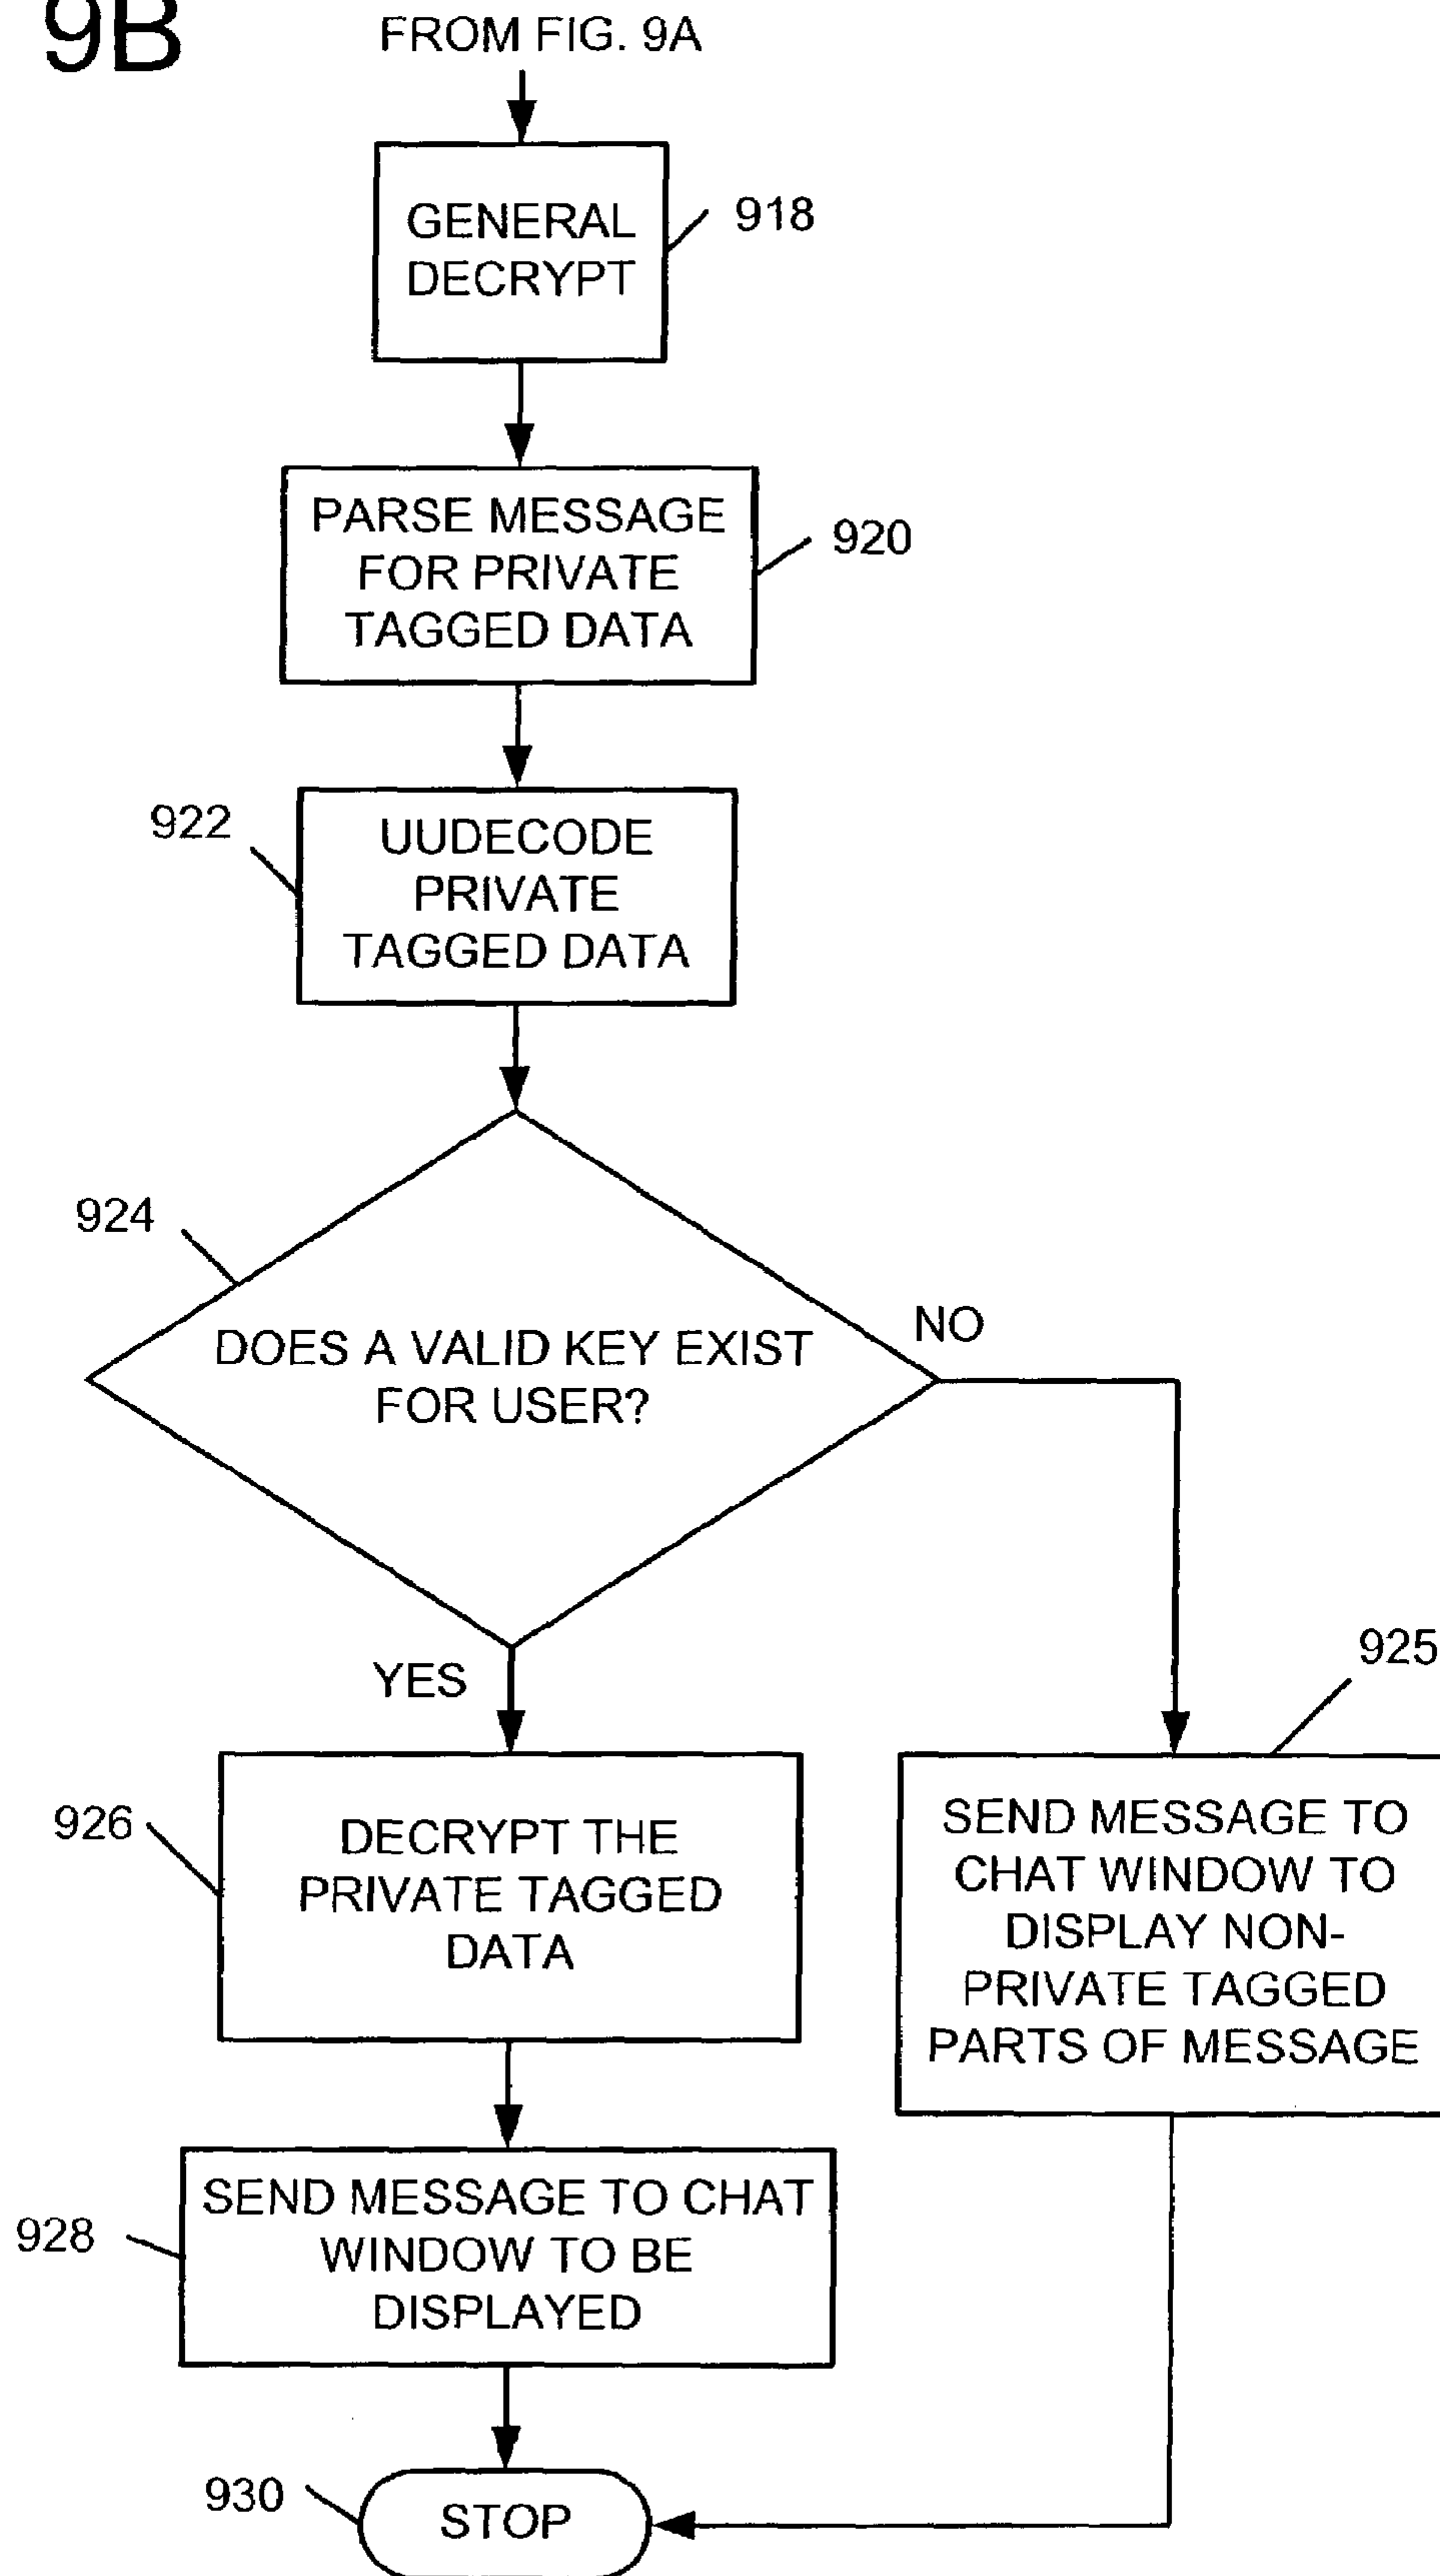 9B
FROM FIG. 9A
GENERAL
DECRYPT
918
PARSE MESSAGE
FOR PRIVATE
TAGGED DATA
920
922
UUDECODE
PRIVATE
TAGGED DATA
924
DOES A VALID KEY EXIST
FOR USER?
NO
YES
925
926
DECRYPT THE
PRIVATE TAGGED
DATA
SEND MESSAGE TO
CHAT WINDOW TO
DISPLAY NON-
PRIVATE TAGGED
PARTS OF MESSAGE
928
SEND MESSAGE TO CHAT
WINDOW TO BE
DISPLAYED
930
STOP